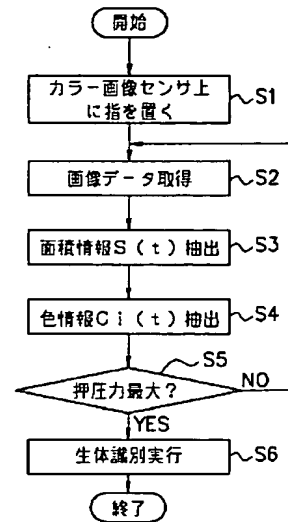 開始
カラー画像センサ上
に指を置く
S1
画像データ取得
S2
面積情報S(t)抽出
S3
色情報Ci(t)抽出
S4
S5
押圧力最大?
NO
YES
生体識別実行
S6
終了